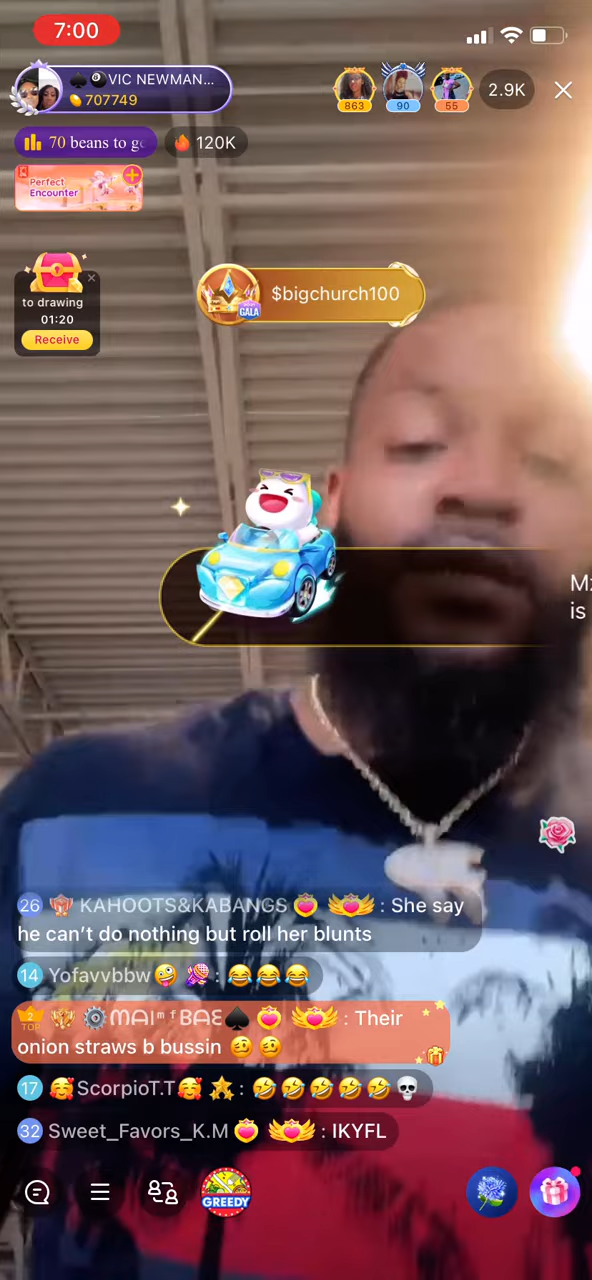 7:00
♠️🎱VIC NEWMAN...
707749
863
90
55
2.9K
70 beans to g
120K
Perfect
Encounter
to drawing
01:20
Receive
GALA
$bigchurch100
is
26 KAHOOTS&KABANGS : She say
he can't do nothing but roll her blunts
14 Yofavvbbw🤪 : 😂😂😂
2 TOP ⚙️ᗰᗩIᵐᶠBAE♠️ : Their
onion straws b bussin 🥴🥴
17 🥰ScorpioT.T🥰 : 🤣🤣🤣🤣🤣💀
32 Sweet_Favors_K.M : IKYFL
GREEDY